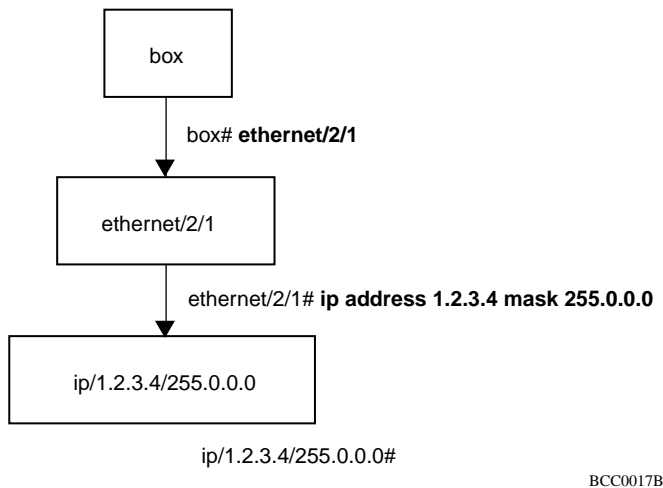 box
box# ethernet/2/1
ethernet/2/1
ethernet/2/1# ip address 1.2.3.4 mask 255.0.0.0
ip/1.2.3.4/255.0.0.0
ip/1.2.3.4/255.0.0.0#
BCC0017B